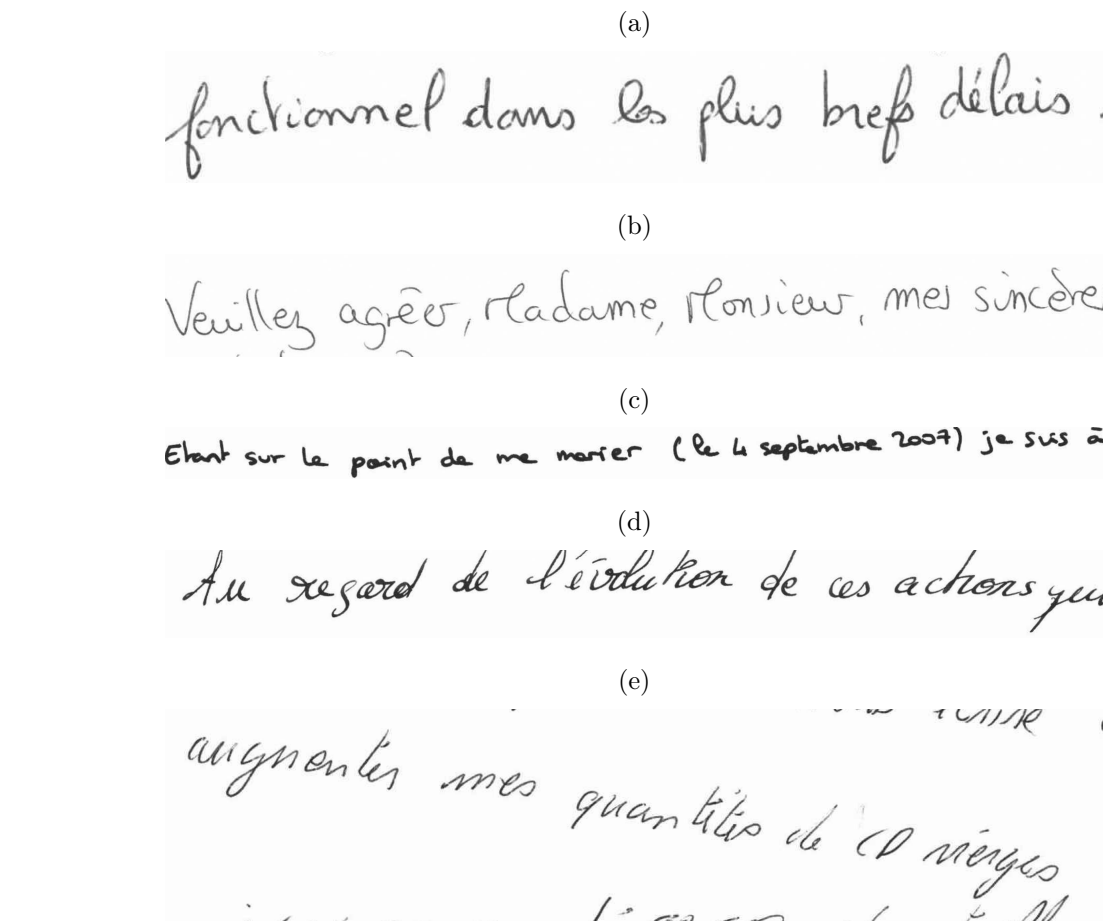 (a)
fonctionnel dans les plus brefs délais .
(b)
Veuillez agréer, Madame, Monsieur, mes sincère
(c)
Etant sur le point de me marier (le 4 septembre 2007) je suis à
(d)
Au regard de l'évolution de ces actions
(e)
augmenter mes quantités de CD vierges